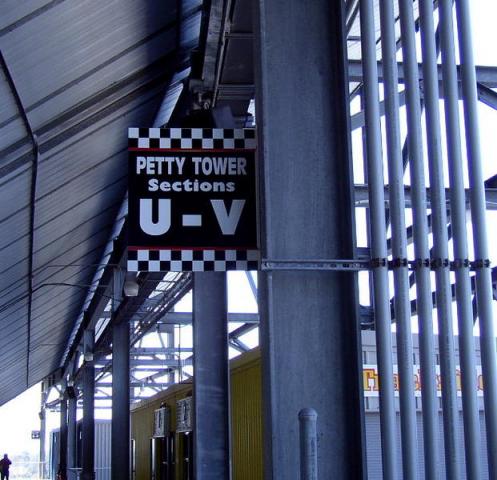 PETTY TOWER
Sections
U - V